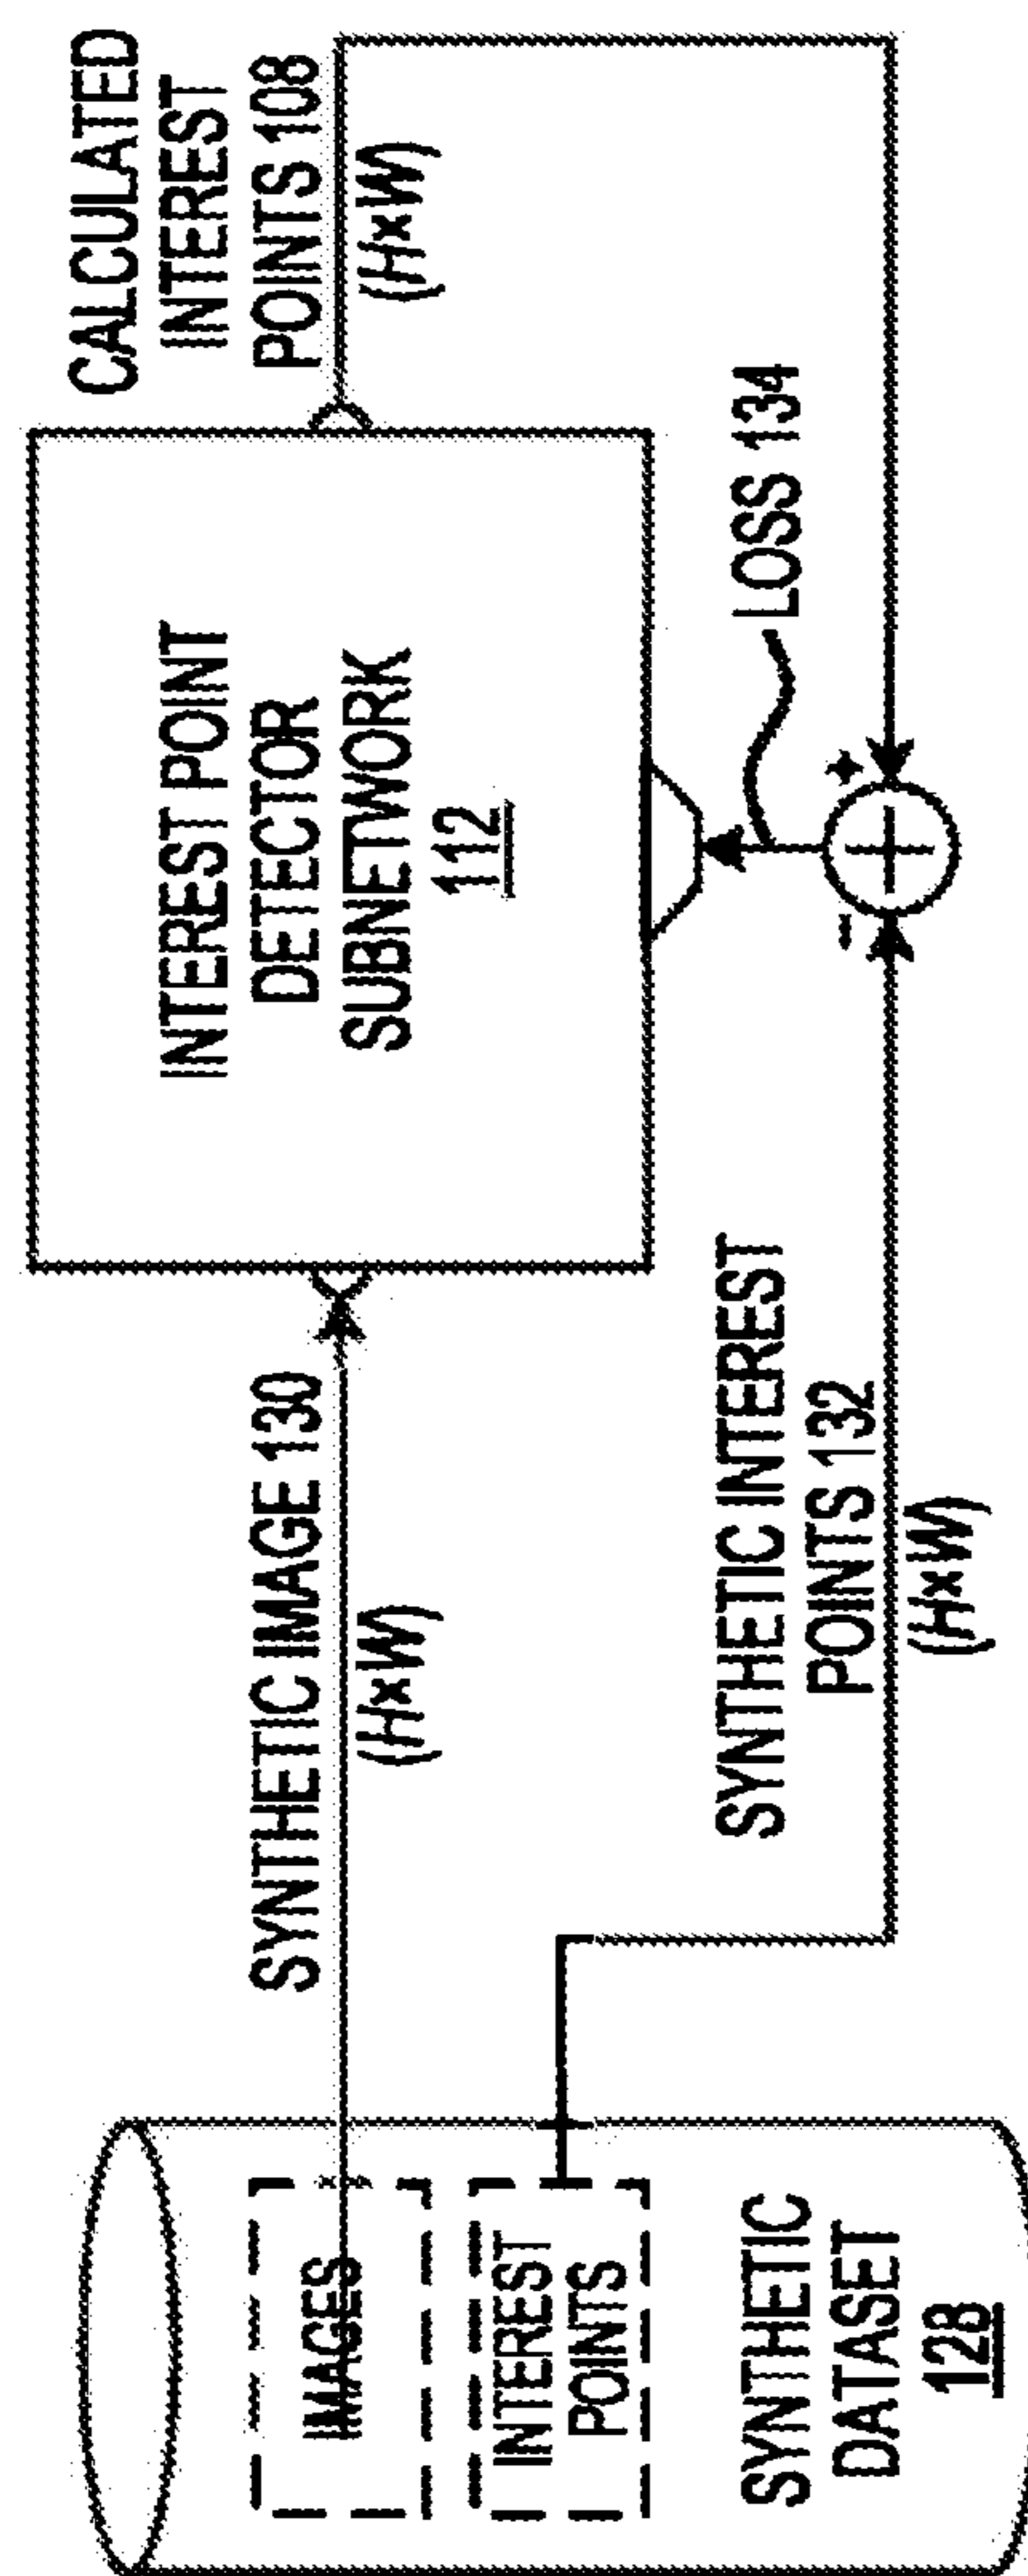 IMAGES
INTEREST
POINTS
SYNTHETIC
DATASET
128
SYNTHETIC IMAGE 130
(H×W)
SYNTHETIC INTEREST
POINTS 132
(H×W)
INTEREST POINT
DETECTOR
SUBNETWORK
112
LOSS 134
-
+
CALCULATED
INTEREST
POINTS 108
(H×W)